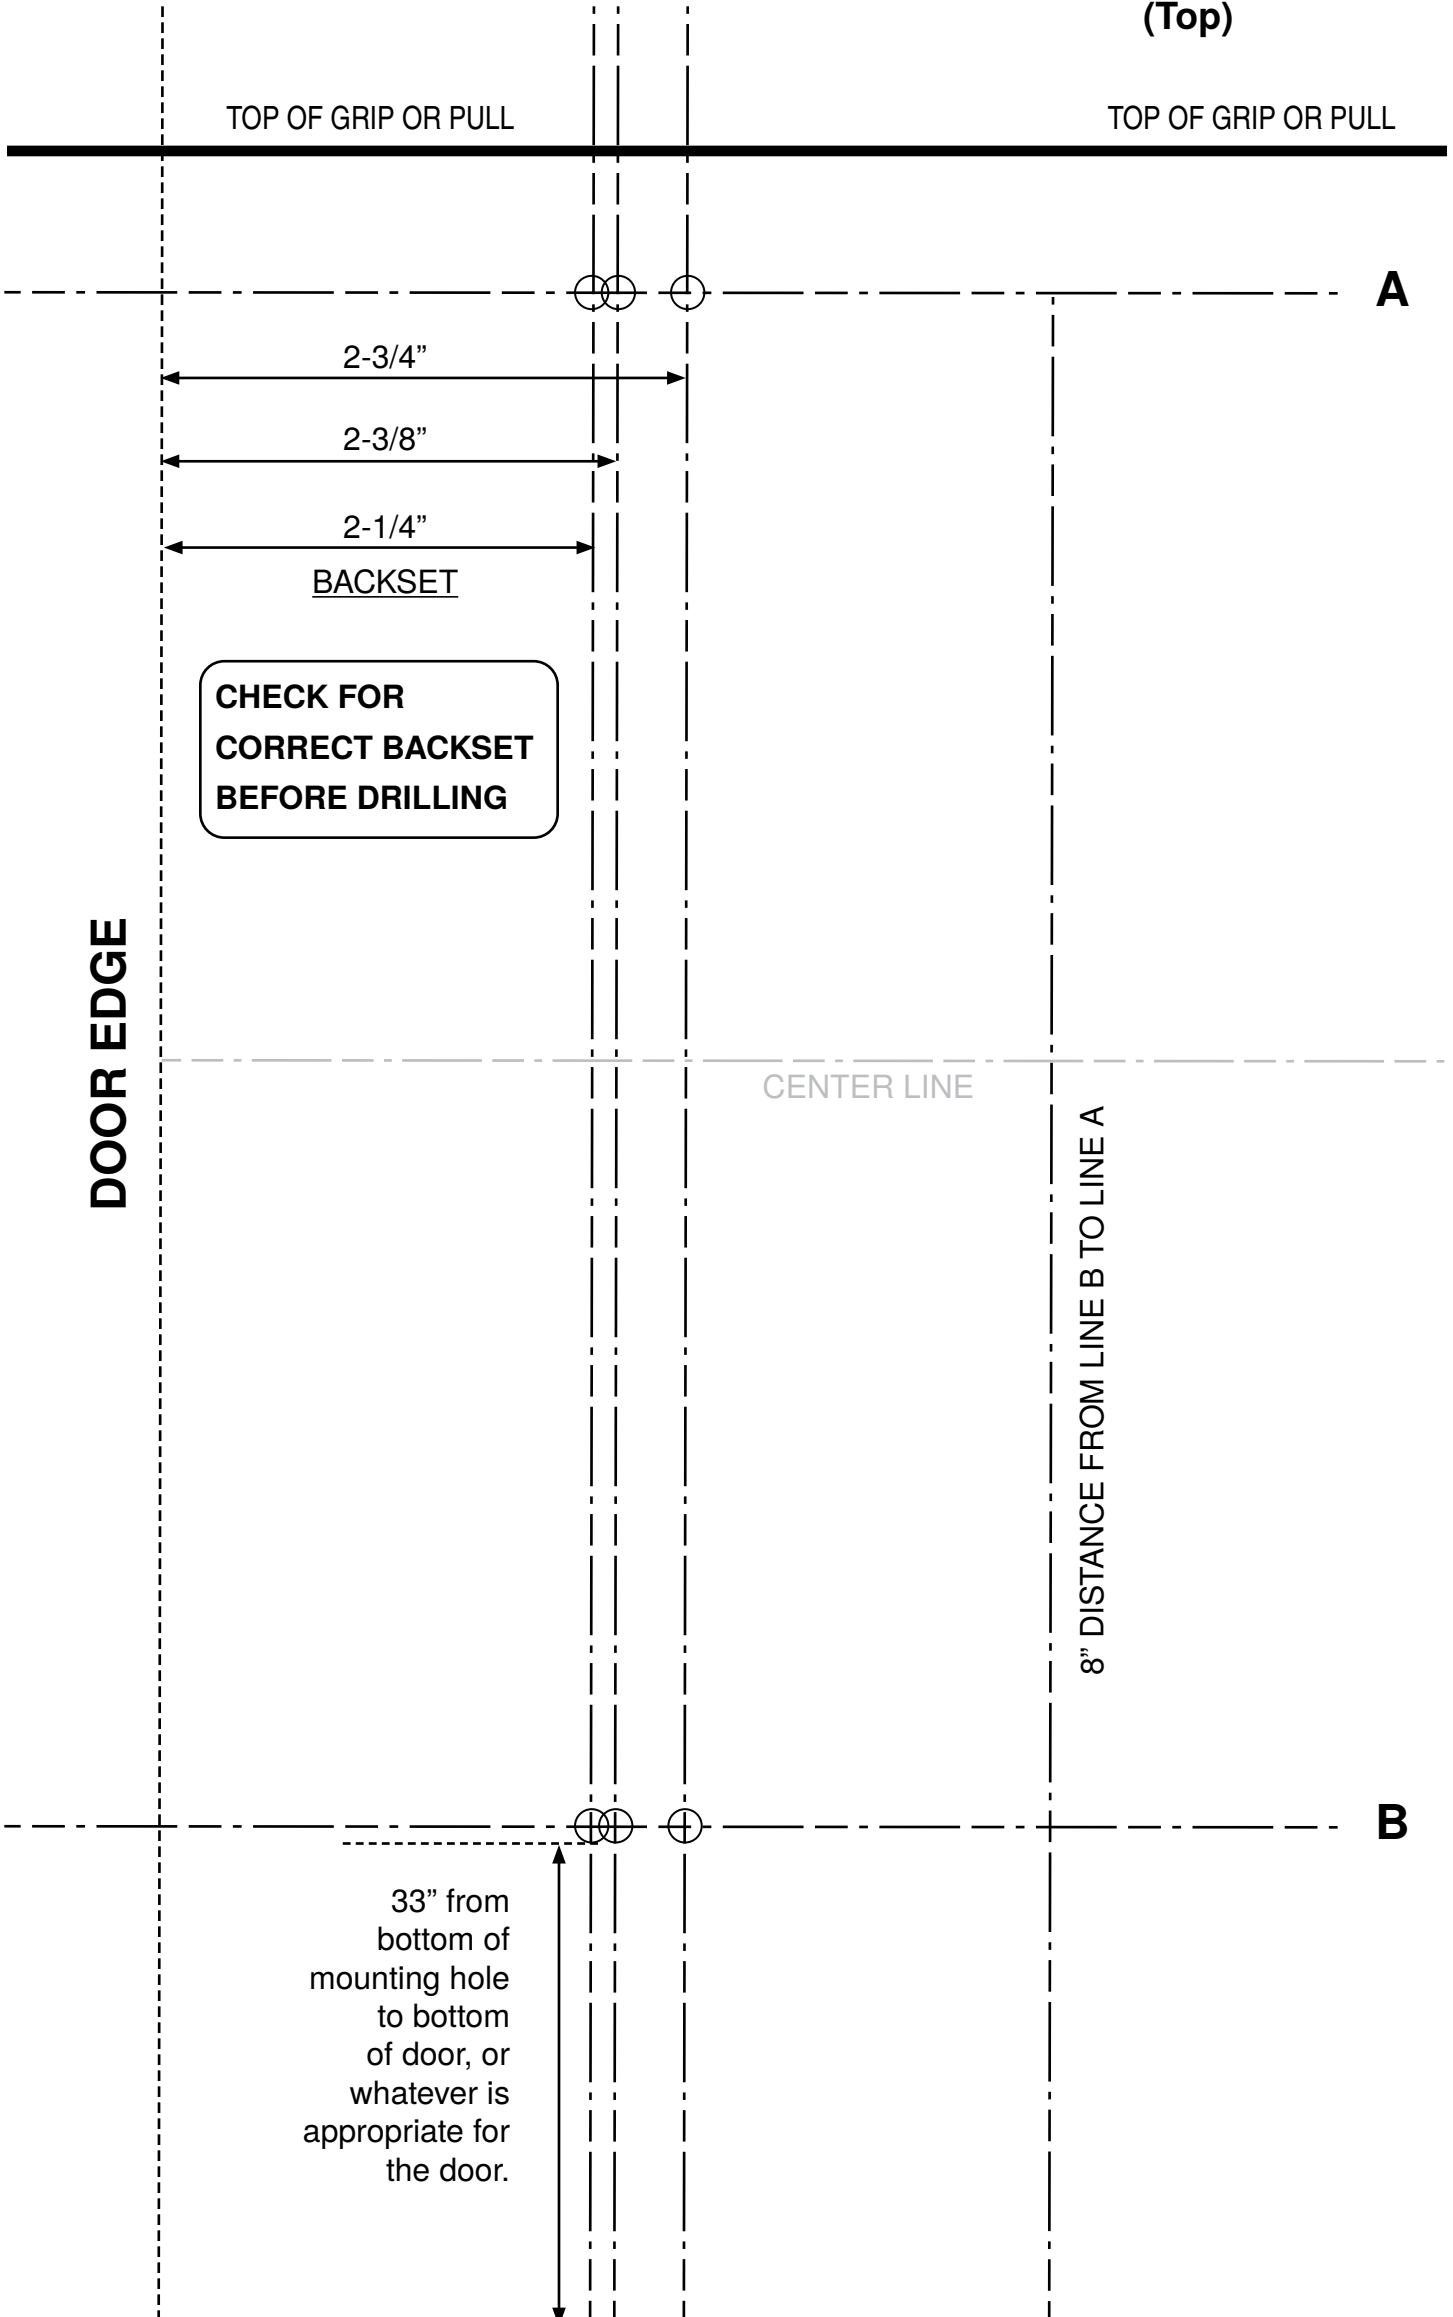 (Top)
TOP OF GRIP OR PULL
TOP OF GRIP OR PULL
A
2-3/4”
2-3/8”
2-1/4”
BACKSET
CHECK FOR
CORRECT BACKSET
BEFORE DRILLING
DOOR EDGE
CENTER LINE
8” DISTANCE FROM LINE B TO LINE A
B
33” from
bottom of
mounting hole
to bottom
of door, or
whatever is
appropriate for
the door.